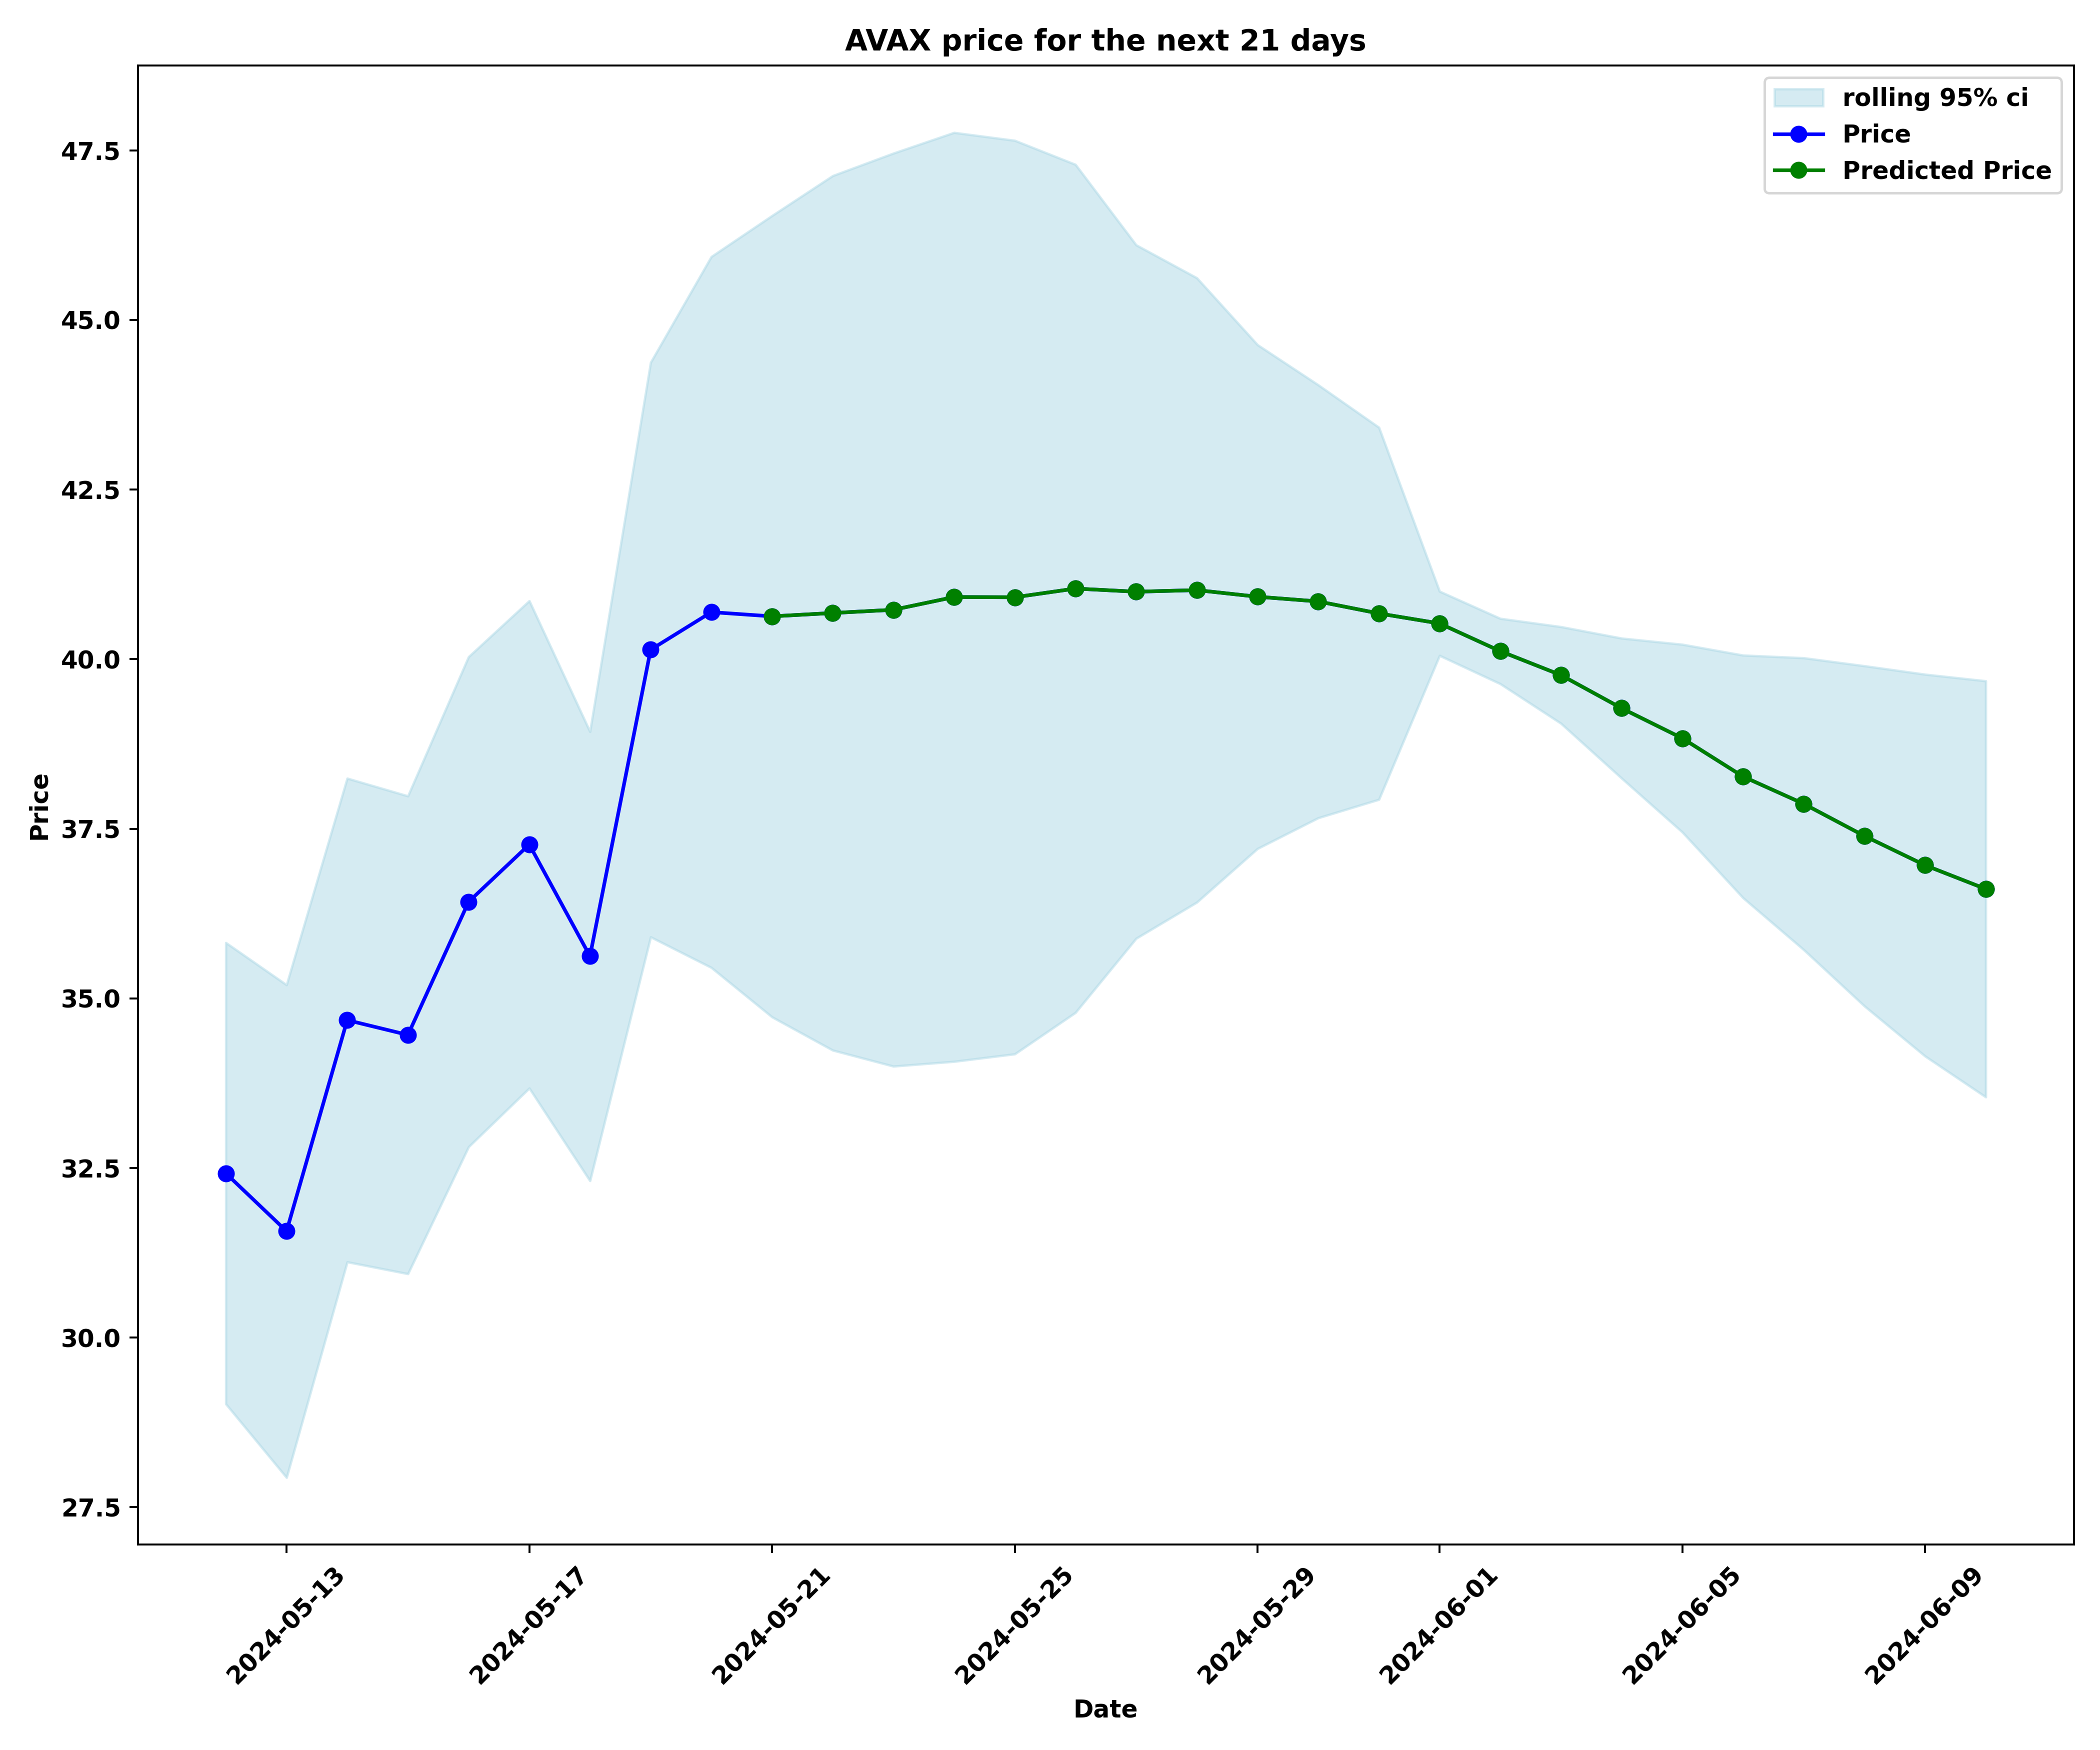 AVAX price for the next 21 days
rolling 95% ci
Price
Predicted Price
47.5
45.0
42.5
40.0
37.5
35.0
32.5
30.0
27.5
Price
2024-05-13
2024-05-17
2024-05-21
2024-05-25
2024-05-29
2024-06-01
2024-06-05
2024-06-09
Date